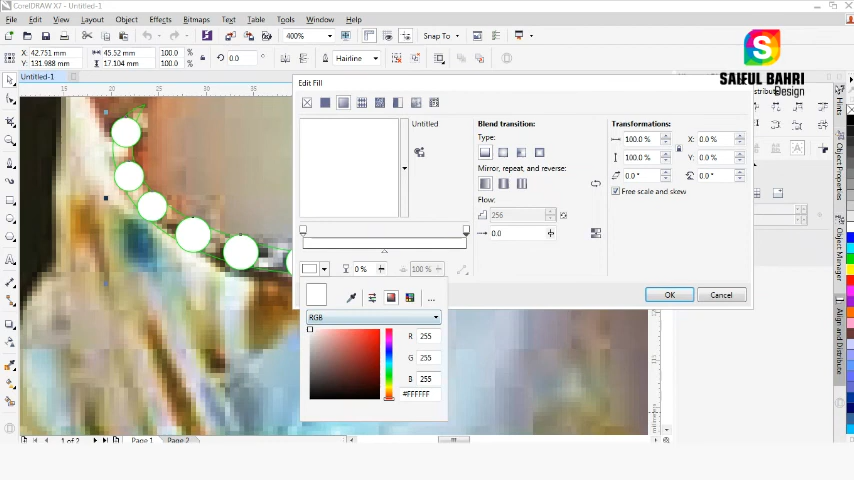 CorelDRAW X7 - Untitled-1
File Edit View Layout Object Effects Bitmaps Text Table Tools Window Help
400% Snap To
X: 42.751 mm 45.52 mm 100.0 %
Y: 131.988 mm 17.104 mm 100.0 % 0.0 Hairline
SAIFUL BAHRI
Design
Untitled-1
15 20 25 30 35
Edit Fill
Untitled
Blend transition:
Type:
Mirror, repeat, and reverse:
Flow:
256
0.0
Transformations:
100.0 % X: 0.0 %
100.0 % Y: 0.0 %
0.0 ° 0.0 °
Free scale and skew
0 % 100 %
OK Cancel
RGB
R 255
G 255
B 255
#FFFFFF
Hints
Object Properties
Object Manager
Align and Distribute
1 of 2 Page 1 Page 2